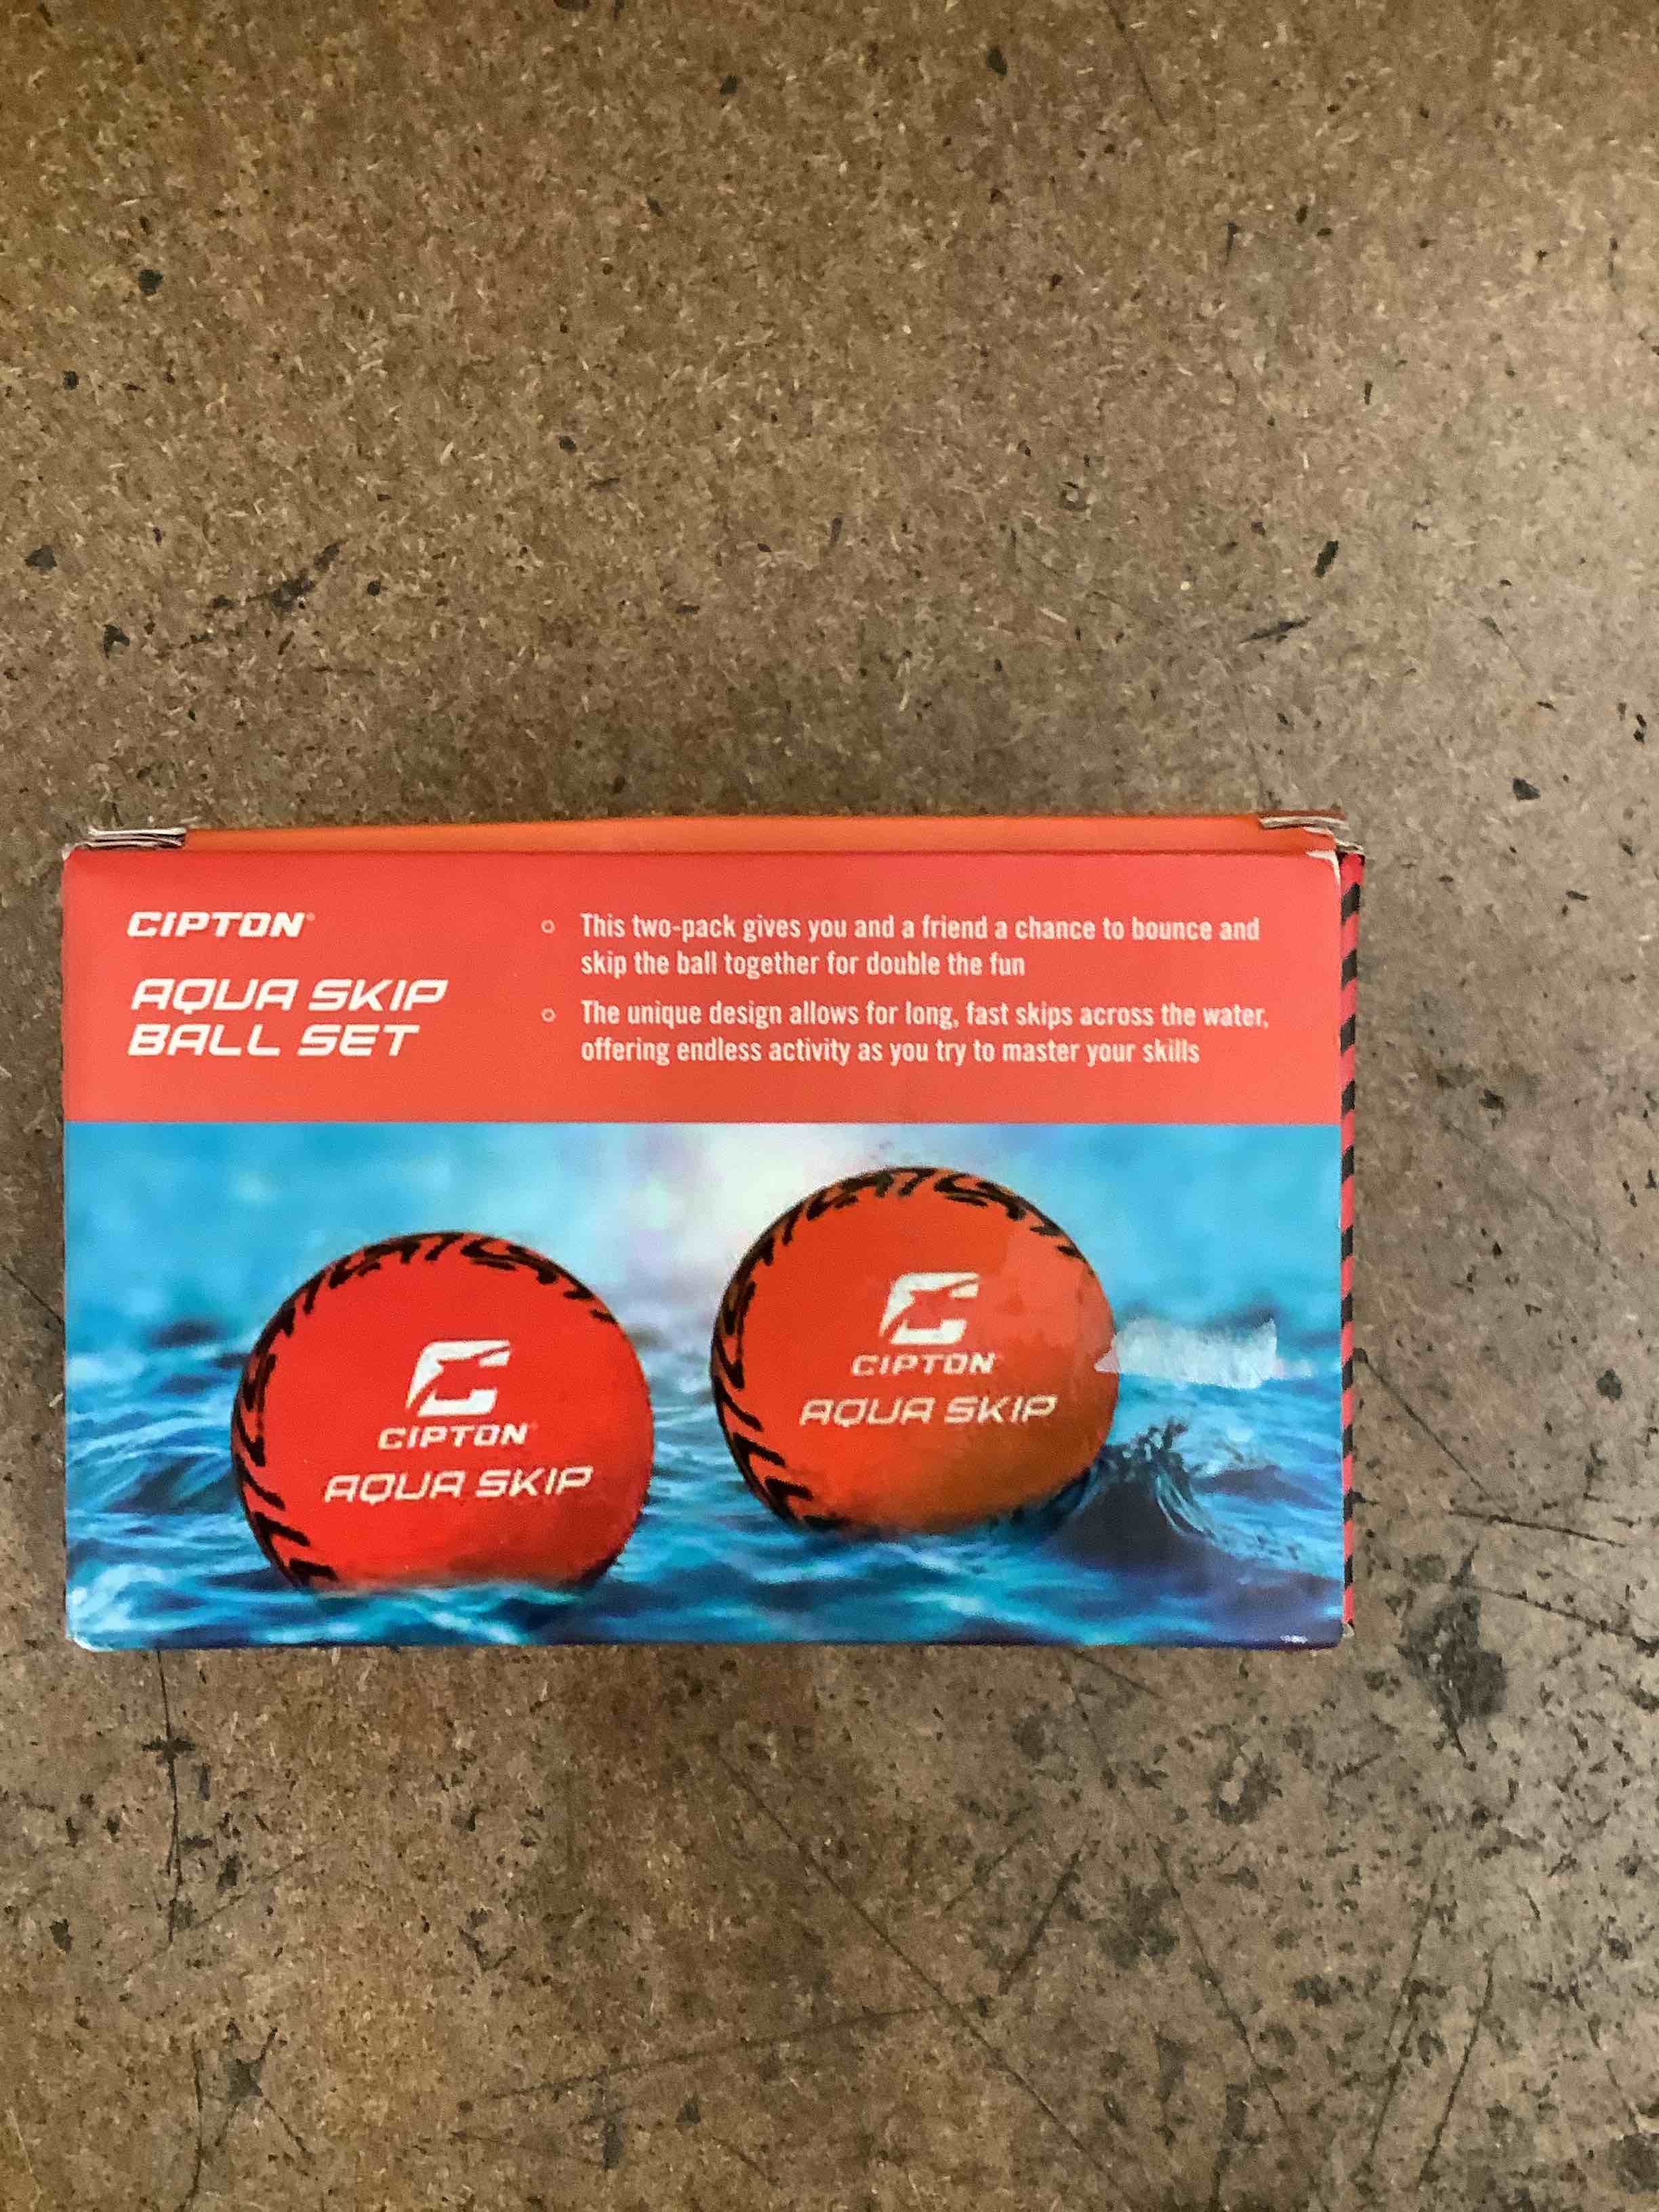 CIPTON®
AQUA SKIP
BALL SET
This two-pack gives you and a friend a chance to bounce and
skip the ball together for double the fun
The unique design allows for long, fast skips across the water,
offering endless activity as you try to master your skills
CIPTON
AQUA SKIP
CIPTON
AQUA SKIP